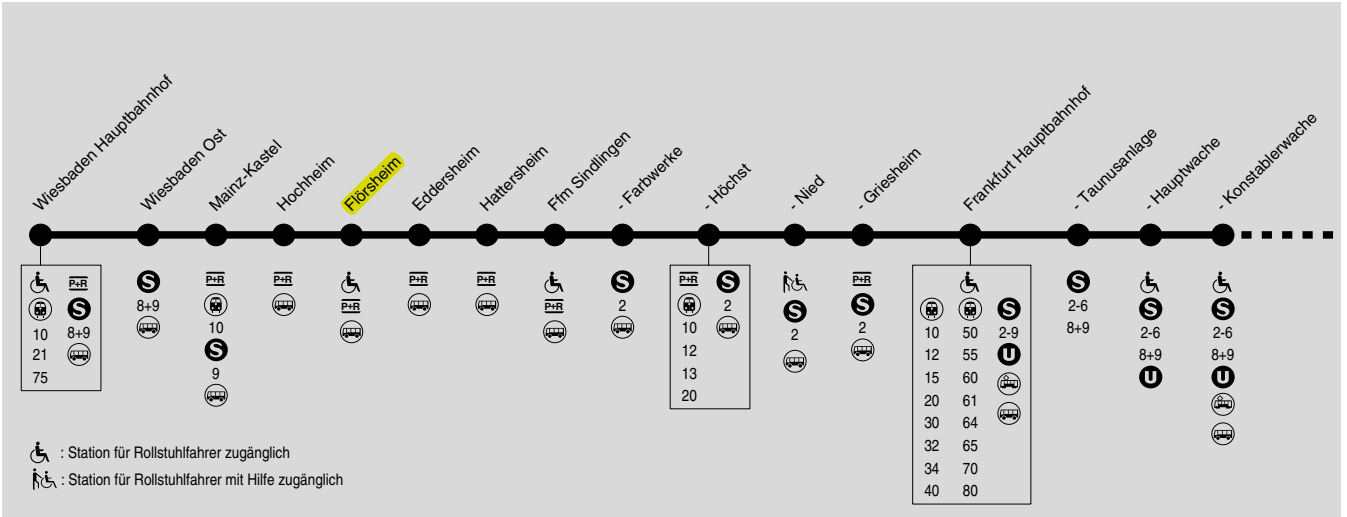 Wiesbaden Hauptbahnhof
Wiesbaden Ost
Mainz-Kastel
Hochheim
Flörsheim
Eddersheim
Hattersheim
Ffm Sindlingen
- Farbwerke
- Höchst
- Nied
- Griesheim
Frankfurt Hauptbahnhof
- Taunusanlage
- Hauptwache
- Konstablerwache
P+R
S
10 8+9
21
75
S
8+9
P+R
10
S
9
P+R
P+R
P+R
P+R
P+R
S
2
P+R S
2
10
12
13
20
S
2
P+R
S
2
S
10 50 2-9
12 55 U
15 60
20 61
30 64
32 65
34 70
40 80
S
2-6
8+9
S
2-6
8+9
U
S
2-6
8+9
U
: Station für Rollstuhlfahrer zugänglich
: Station für Rollstuhlfahrer mit Hilfe zugänglich